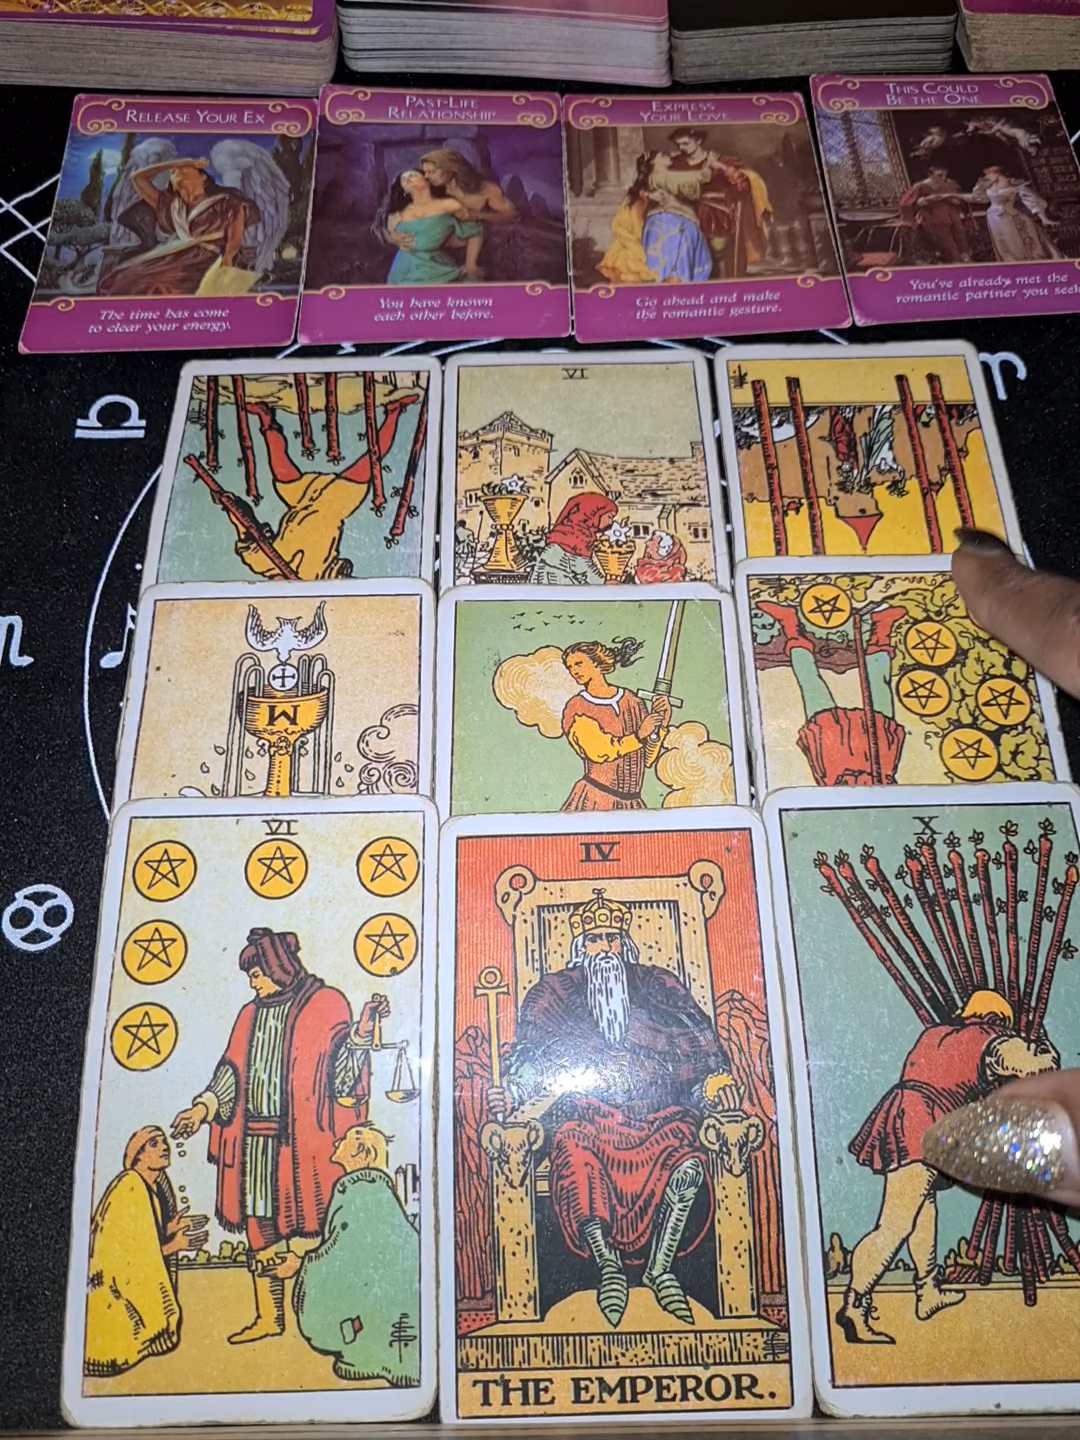 RELEASE YOUR EX
The time has come
to clear your energy.
PAST-LIFE
RELATIONSHIP
You have known
each other before.
EXPRESS
YOUR LOVE
Go ahead and make
the romantic gesture.
THIS COULD
BE THE ONE
You've already met the
romantic partner you seek
VI
M
VI
IV
THE EMPEROR.
X